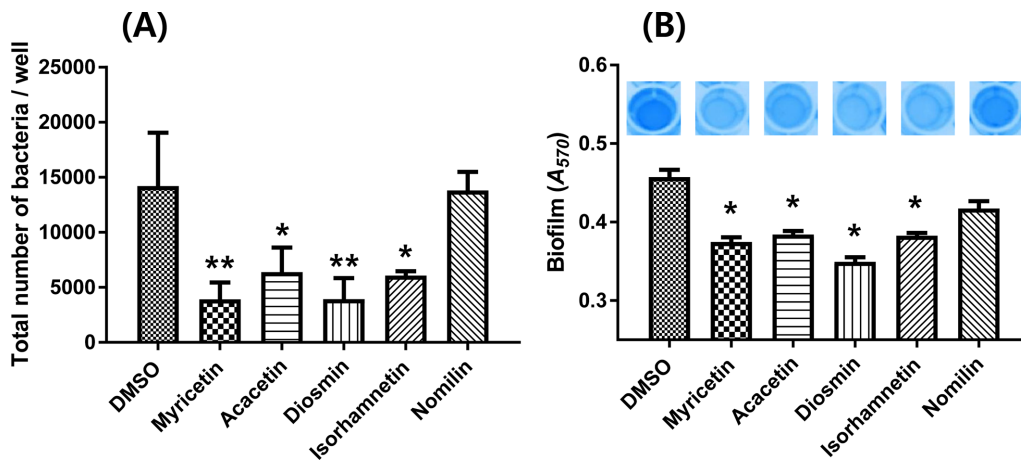 (A)
Total number of bacteria / well
25000
20000
15000
10000
5000
0
**
*
**
*
DMSO
Myricetin
Acacetin
Diosmin
Isorhamnetin
Nomilin
(B)
Biofilm (A570)
0.6
0.5
0.4
0.3
*
*
*
*
DMSO
Myricetin
Acacetin
Diosmin
Isorhamnetin
Nomilin